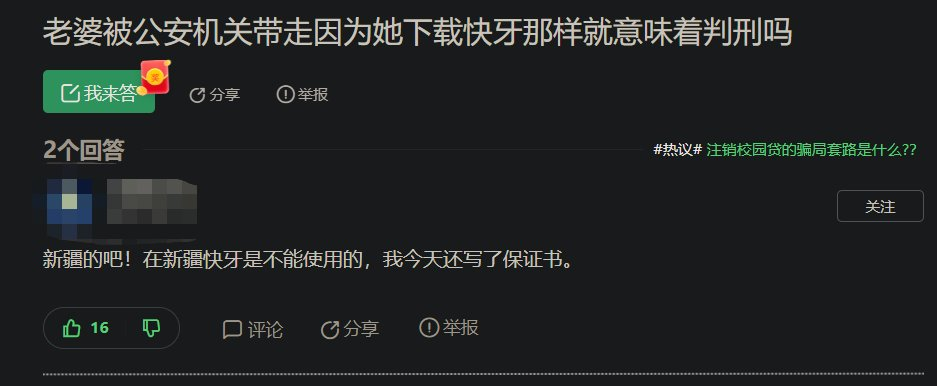 老婆被公安机关带走因为她下载快牙那样就意味着判刑吗
我来答 分享 举报
2个回答 #热议# 注销校园贷的骗局套路是什么??
关注
新疆的吧！在新疆快牙是不能使用的，我今天还写了保证书。
16 评论 分享 举报